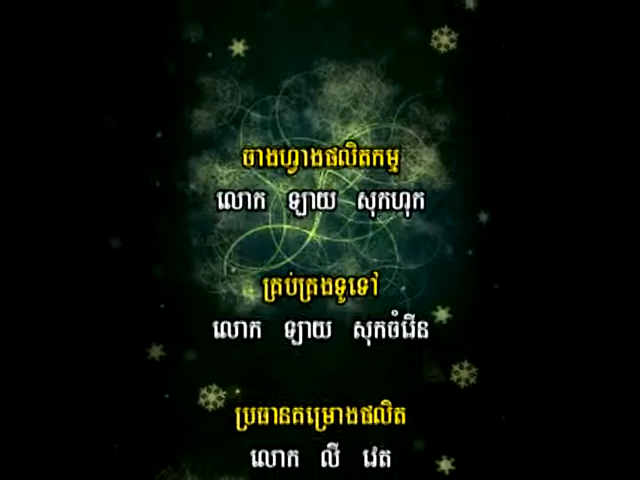 ចាងហ្វាងផលិតកម្ម
លោក ឡាយ សុកហុក
គ្រប់គ្រងទូទៅ
លោក ឡាយ សុកចំរើន
ប្រធានគម្រោងផលិត
លោក លី វេត